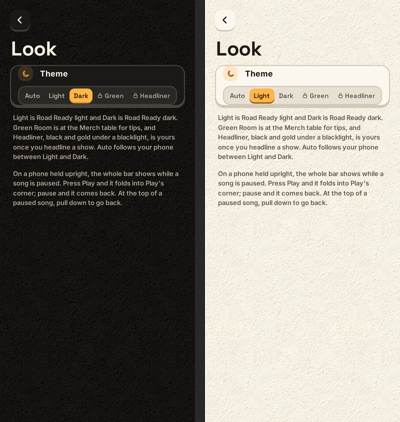 Look
Theme
Auto Light Dark Green Headliner
Light is Road Ready light and Dark is Road Ready dark.
Green Room is at the Merch table for tips, and
Headliner, black and gold under a blacklight, is yours
once you headline a show. Auto follows your phone
between Light and Dark.
On a phone held upright, the whole bar shows while a
song is paused. Press Play and it folds into Play's
corner; pause and it comes back. At the top of a
paused song, pull down to go back.
Look
Theme
Auto Light Dark Green Headliner
Light is Road Ready light and Dark is Road Ready dark.
Green Room is at the Merch table for tips, and
Headliner, black and gold under a blacklight, is yours
once you headline a show. Auto follows your phone
between Light and Dark.
On a phone held upright, the whole bar shows while a
song is paused. Press Play and it folds into Play's
corner; pause and it comes back. At the top of a
paused song, pull down to go back.